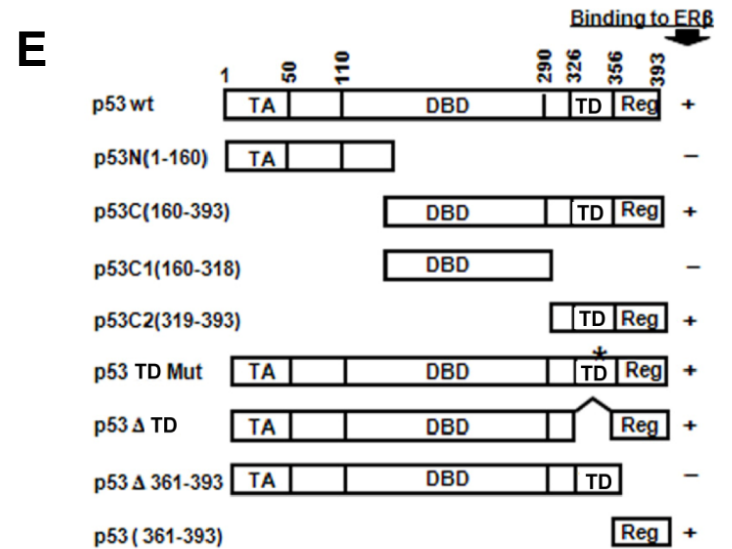 E
Binding to ERβ
1 50 110 290 326 356 393
p53 wt TA DBD TD Reg +
p53N(1-160) TA –
p53C(160-393) DBD TD Reg +
p53C1(160-318) DBD –
p53C2(319-393) TD Reg +
*
p53 TD Mut TA DBD TD Reg +
p53 Δ TD TA DBD Reg +
p53 Δ 361-393 TA DBD TD –
p53 ( 361-393) Reg +